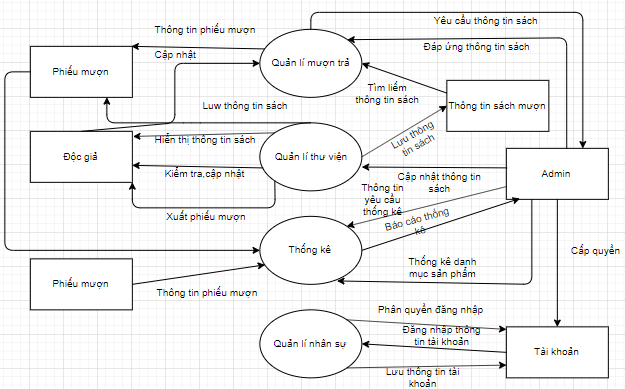 Yêu cầu thông tin sách
Thông tin phiếu mượn
Đáp ứng thông tin sách
Cập nhật
Quản lí mượn trả
Phiếu mượn
Tìm liếm
thông tin sách
Luw thông tin sách
Thông tin sách mượn
Hiển thị thông tin sách
Lưu thông
tin sách
Độc giả
Quản lí thư viện
Kiểm tra,cập nhật
Cập nhật thông tin
sách
Admin
Thông tin
yêu cầu
thống kê
Xuất phiếu mượn
Báo cáo thống
kê
Thống kê
Cấp quyền
Thống kê danh
mục sản phẩm
Phiếu mượn
Thông tin phiếu mượn
Phân quyền đăng nhập
Đăng nhập thông
tin tài khoản
Quản lí nhân sự
Tài khoản
Lưu thông tin tài
khoản